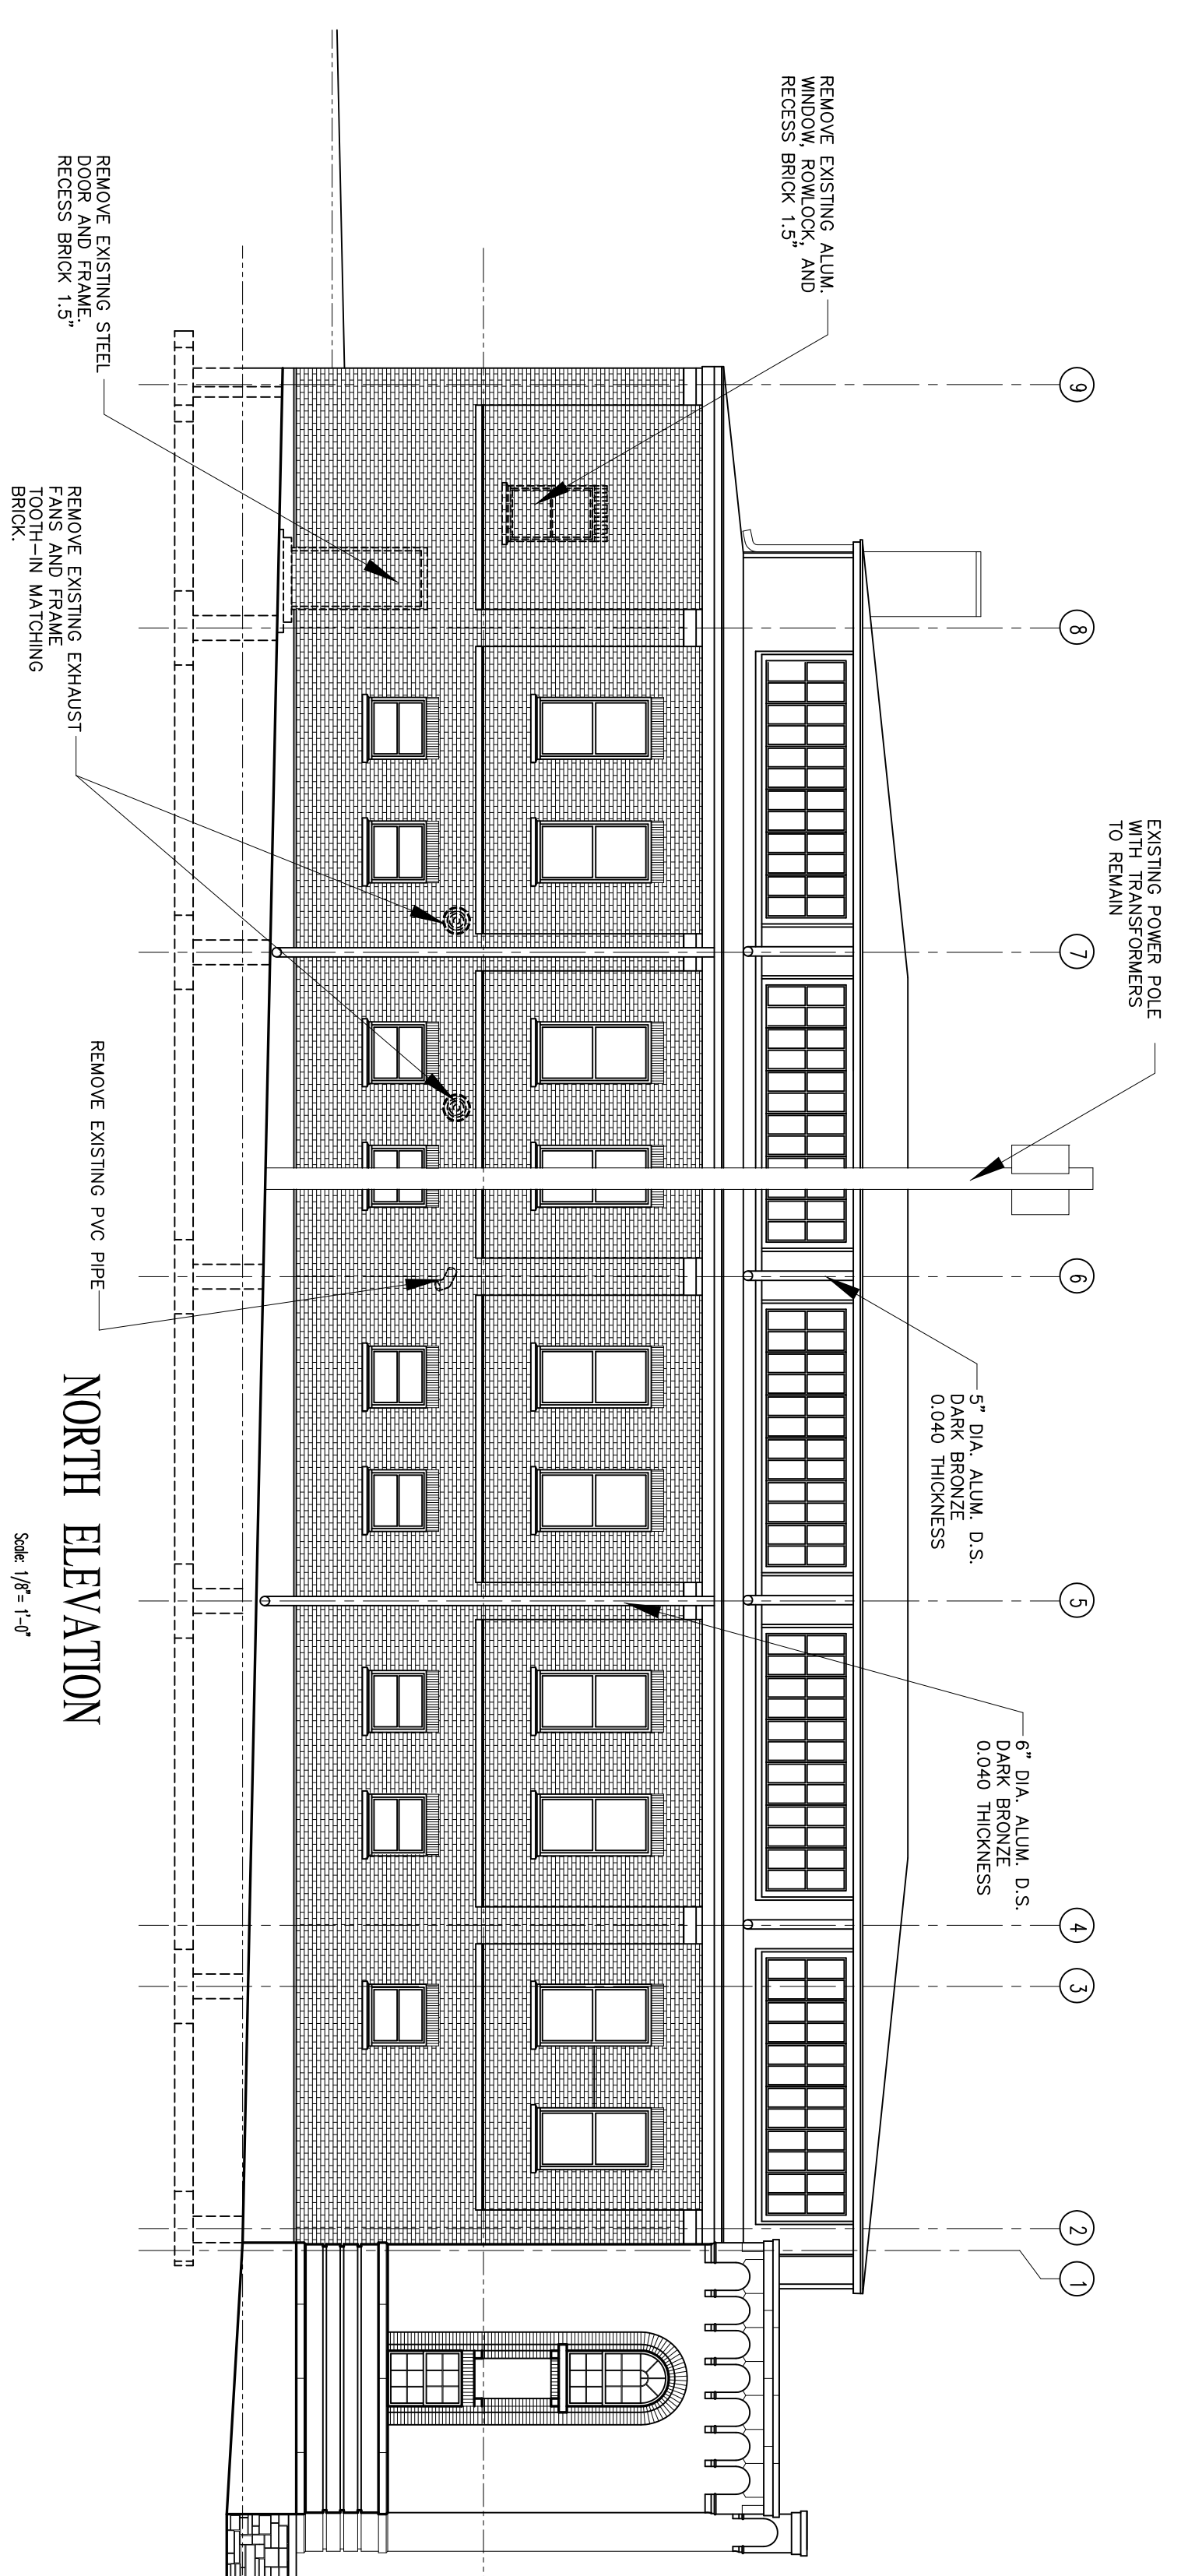 EXISTING POWER POLE
WITH TRANSFORMERS
TO REMAIN
9
8
7
6
5
4
3
2
1
REMOVE EXISTING ALUM.
WINDOW, ROWLOCK, AND
RECESS BRICK 1.5"
5" DIA. ALUM. D.S.
DARK BRONZE
0.040 THICKNESS
6" DIA. ALUM. D.S.
DARK BRONZE
0.040 THICKNESS
REMOVE EXISTING STEEL
DOOR AND FRAME.
RECESS BRICK 1.5"
REMOVE EXISTING EXHAUST
FANS AND FRAME
TOOTH-IN MATCHING
BRICK.
REMOVE EXISTING PVC PIPE
NORTH ELEVATION
Scale: 1/8"= 1'-0"